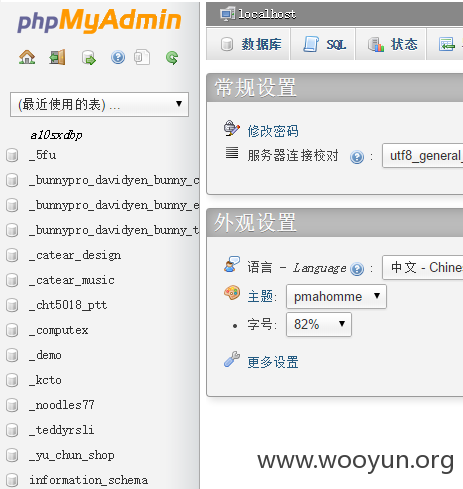 phpMyAdmin
(最近使用的表) ...
a10sxdbp
_5fu
_bunnypro_davidyen_bunny_c
_bunnypro_davidyen_bunny_e
_bunnypro_davidyen_bunny_t
_catear_design
_catear_music
_cht5018_ptt
_computex
_demo
_kcto
_noodles77
_teddyrsli
_yu_chun_shop
information_schema
localhost
数据库 SQL 状态
常规设置
修改密码
服务器连接校对 : utf8_general_
外观设置
语言 - Language : 中文 - Chines
主题: pmahomme
字号: 82%
更多设置
www.wooyun.org